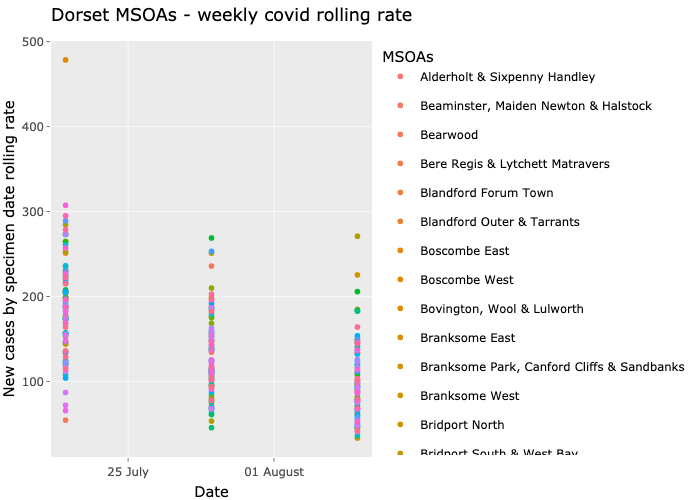 Dorset MSOAs - weekly covid rolling rate
500
400
300
200
100
New cases by specimen date rolling rate
25 July
01 August
Date
MSOAs
Alderholt & Sixpenny Handley
Beaminster, Maiden Newton & Halstock
Bearwood
Bere Regis & Lytchett Matravers
Blandford Forum Town
Blandford Outer & Tarrants
Boscombe East
Boscombe West
Bovington, Wool & Lulworth
Branksome East
Branksome Park, Canford Cliffs & Sandbanks
Branksome West
Bridport North
Bridport South & West Bay